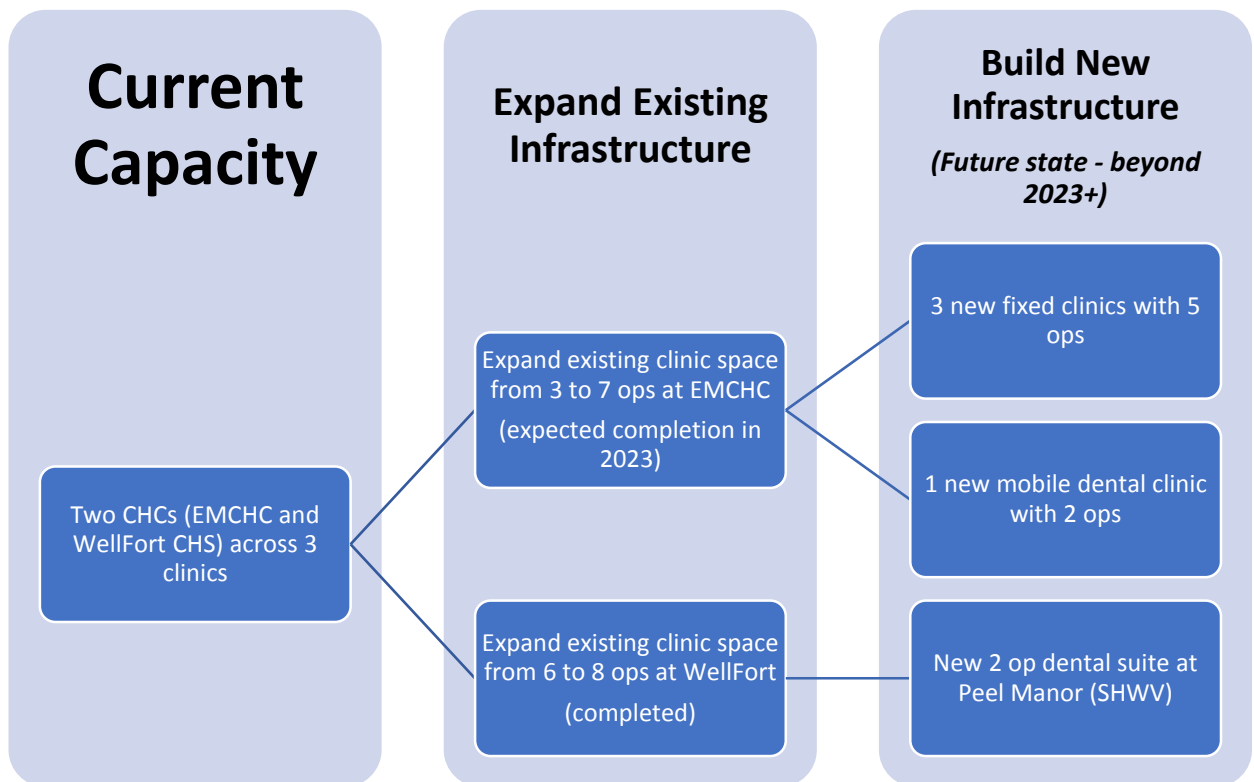 Current
Capacity
Two CHCs (EMCHC and
WellFort CHS) across 3
clinics
Expand Existing
Infrastructure
Expand existing clinic space
from 3 to 7 ops at EMCHC
(expected completion in
2023)
Expand existing clinic space
from 6 to 8 ops at WellFort
(completed)
Build New
Infrastructure
(Future state - beyond
2023+)
3 new fixed clinics with 5
ops
1 new mobile dental clinic
with 2 ops
New 2 op dental suite at
Peel Manor (SHWV)